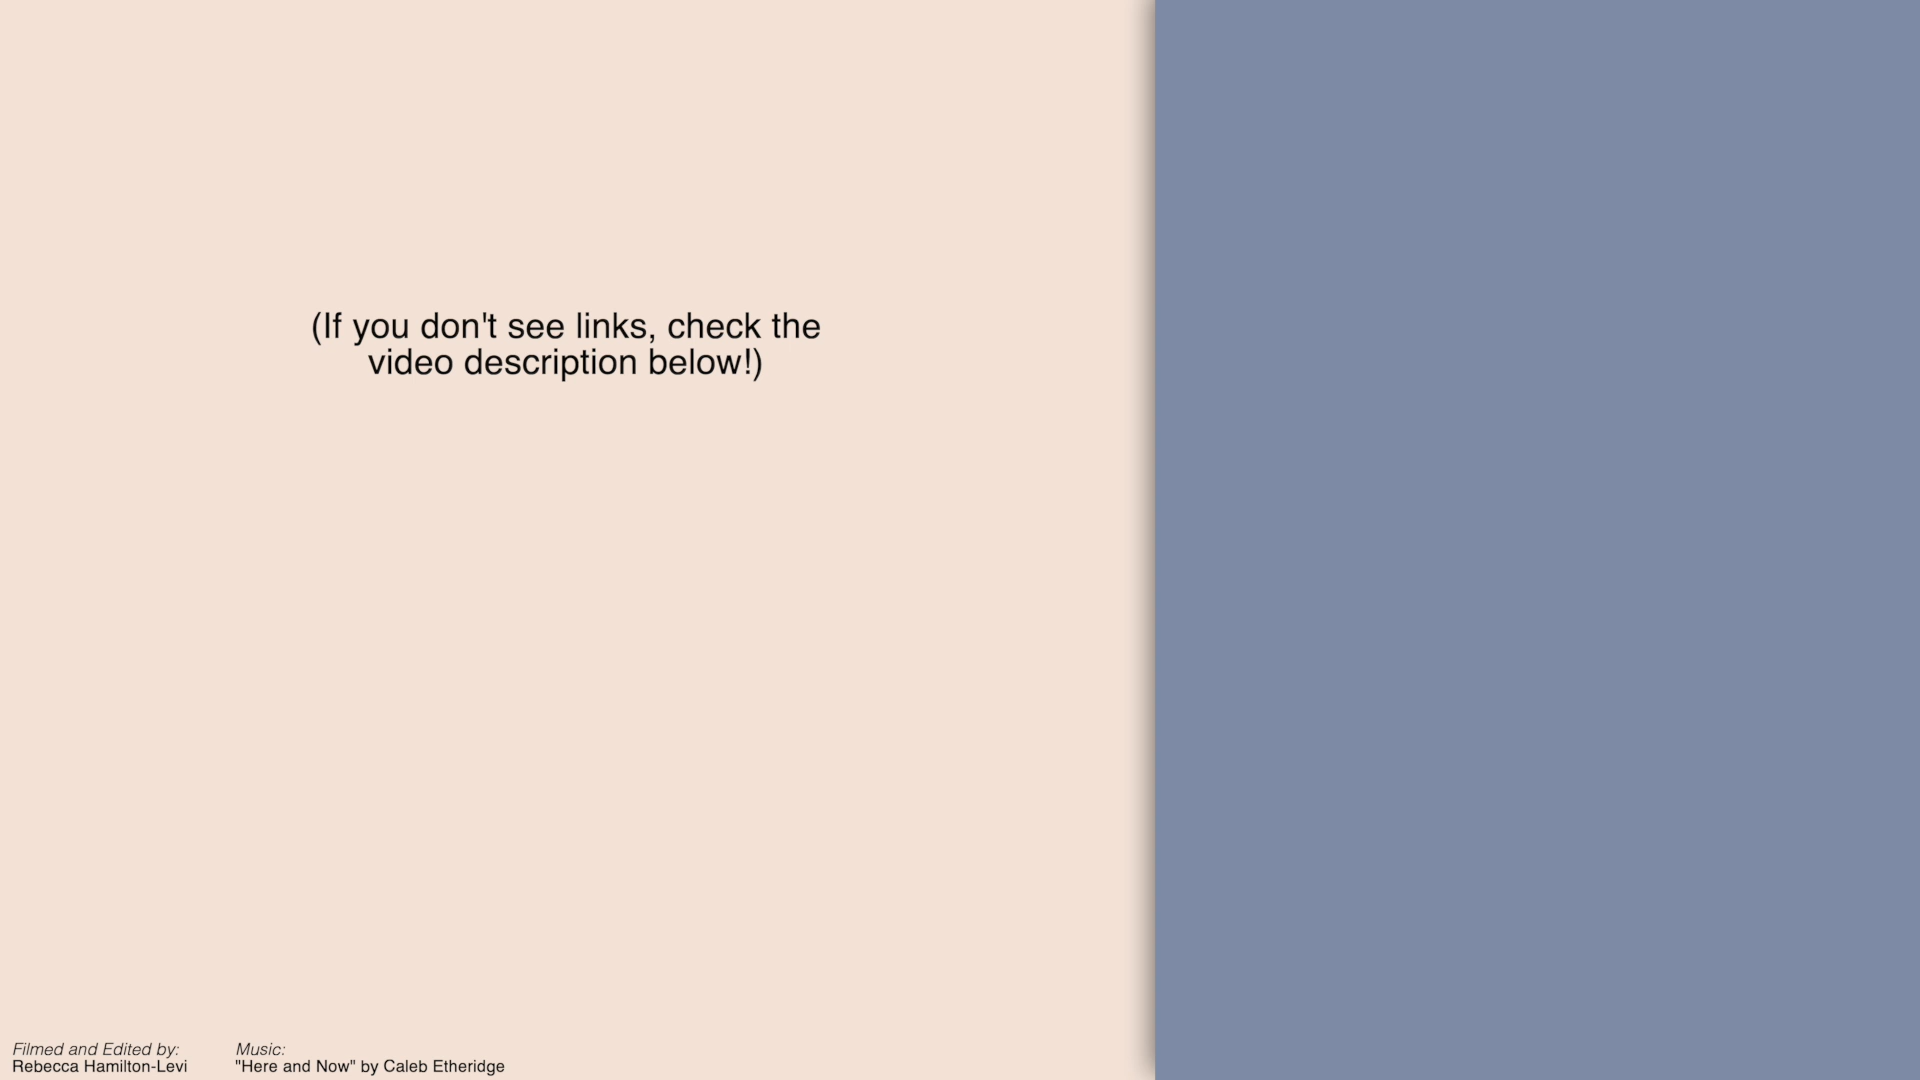 (If you don't see links, check the
video description below!)
Filmed and Edited by:
Rebecca Hamilton-Levi
Music:
"Here and Now" by Caleb Etheridge